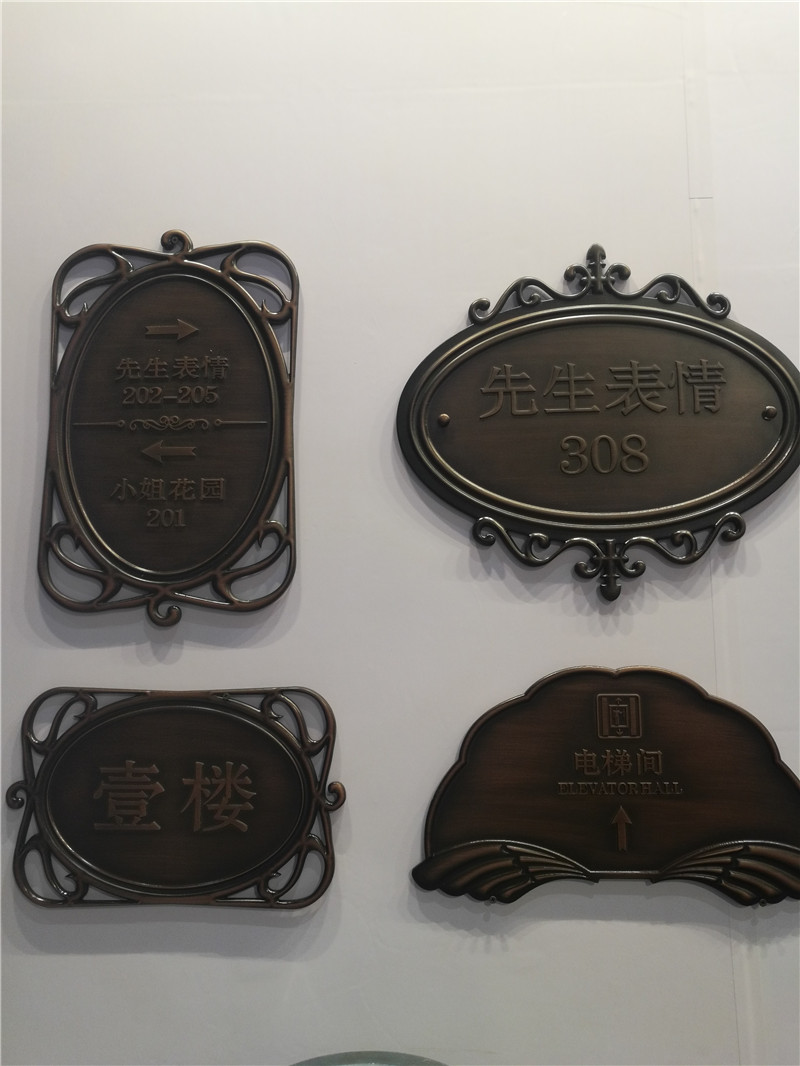 先生表情
202-205
小姐花园
201
先生表情
308
壹楼
电梯间
ELEVATOR HALL